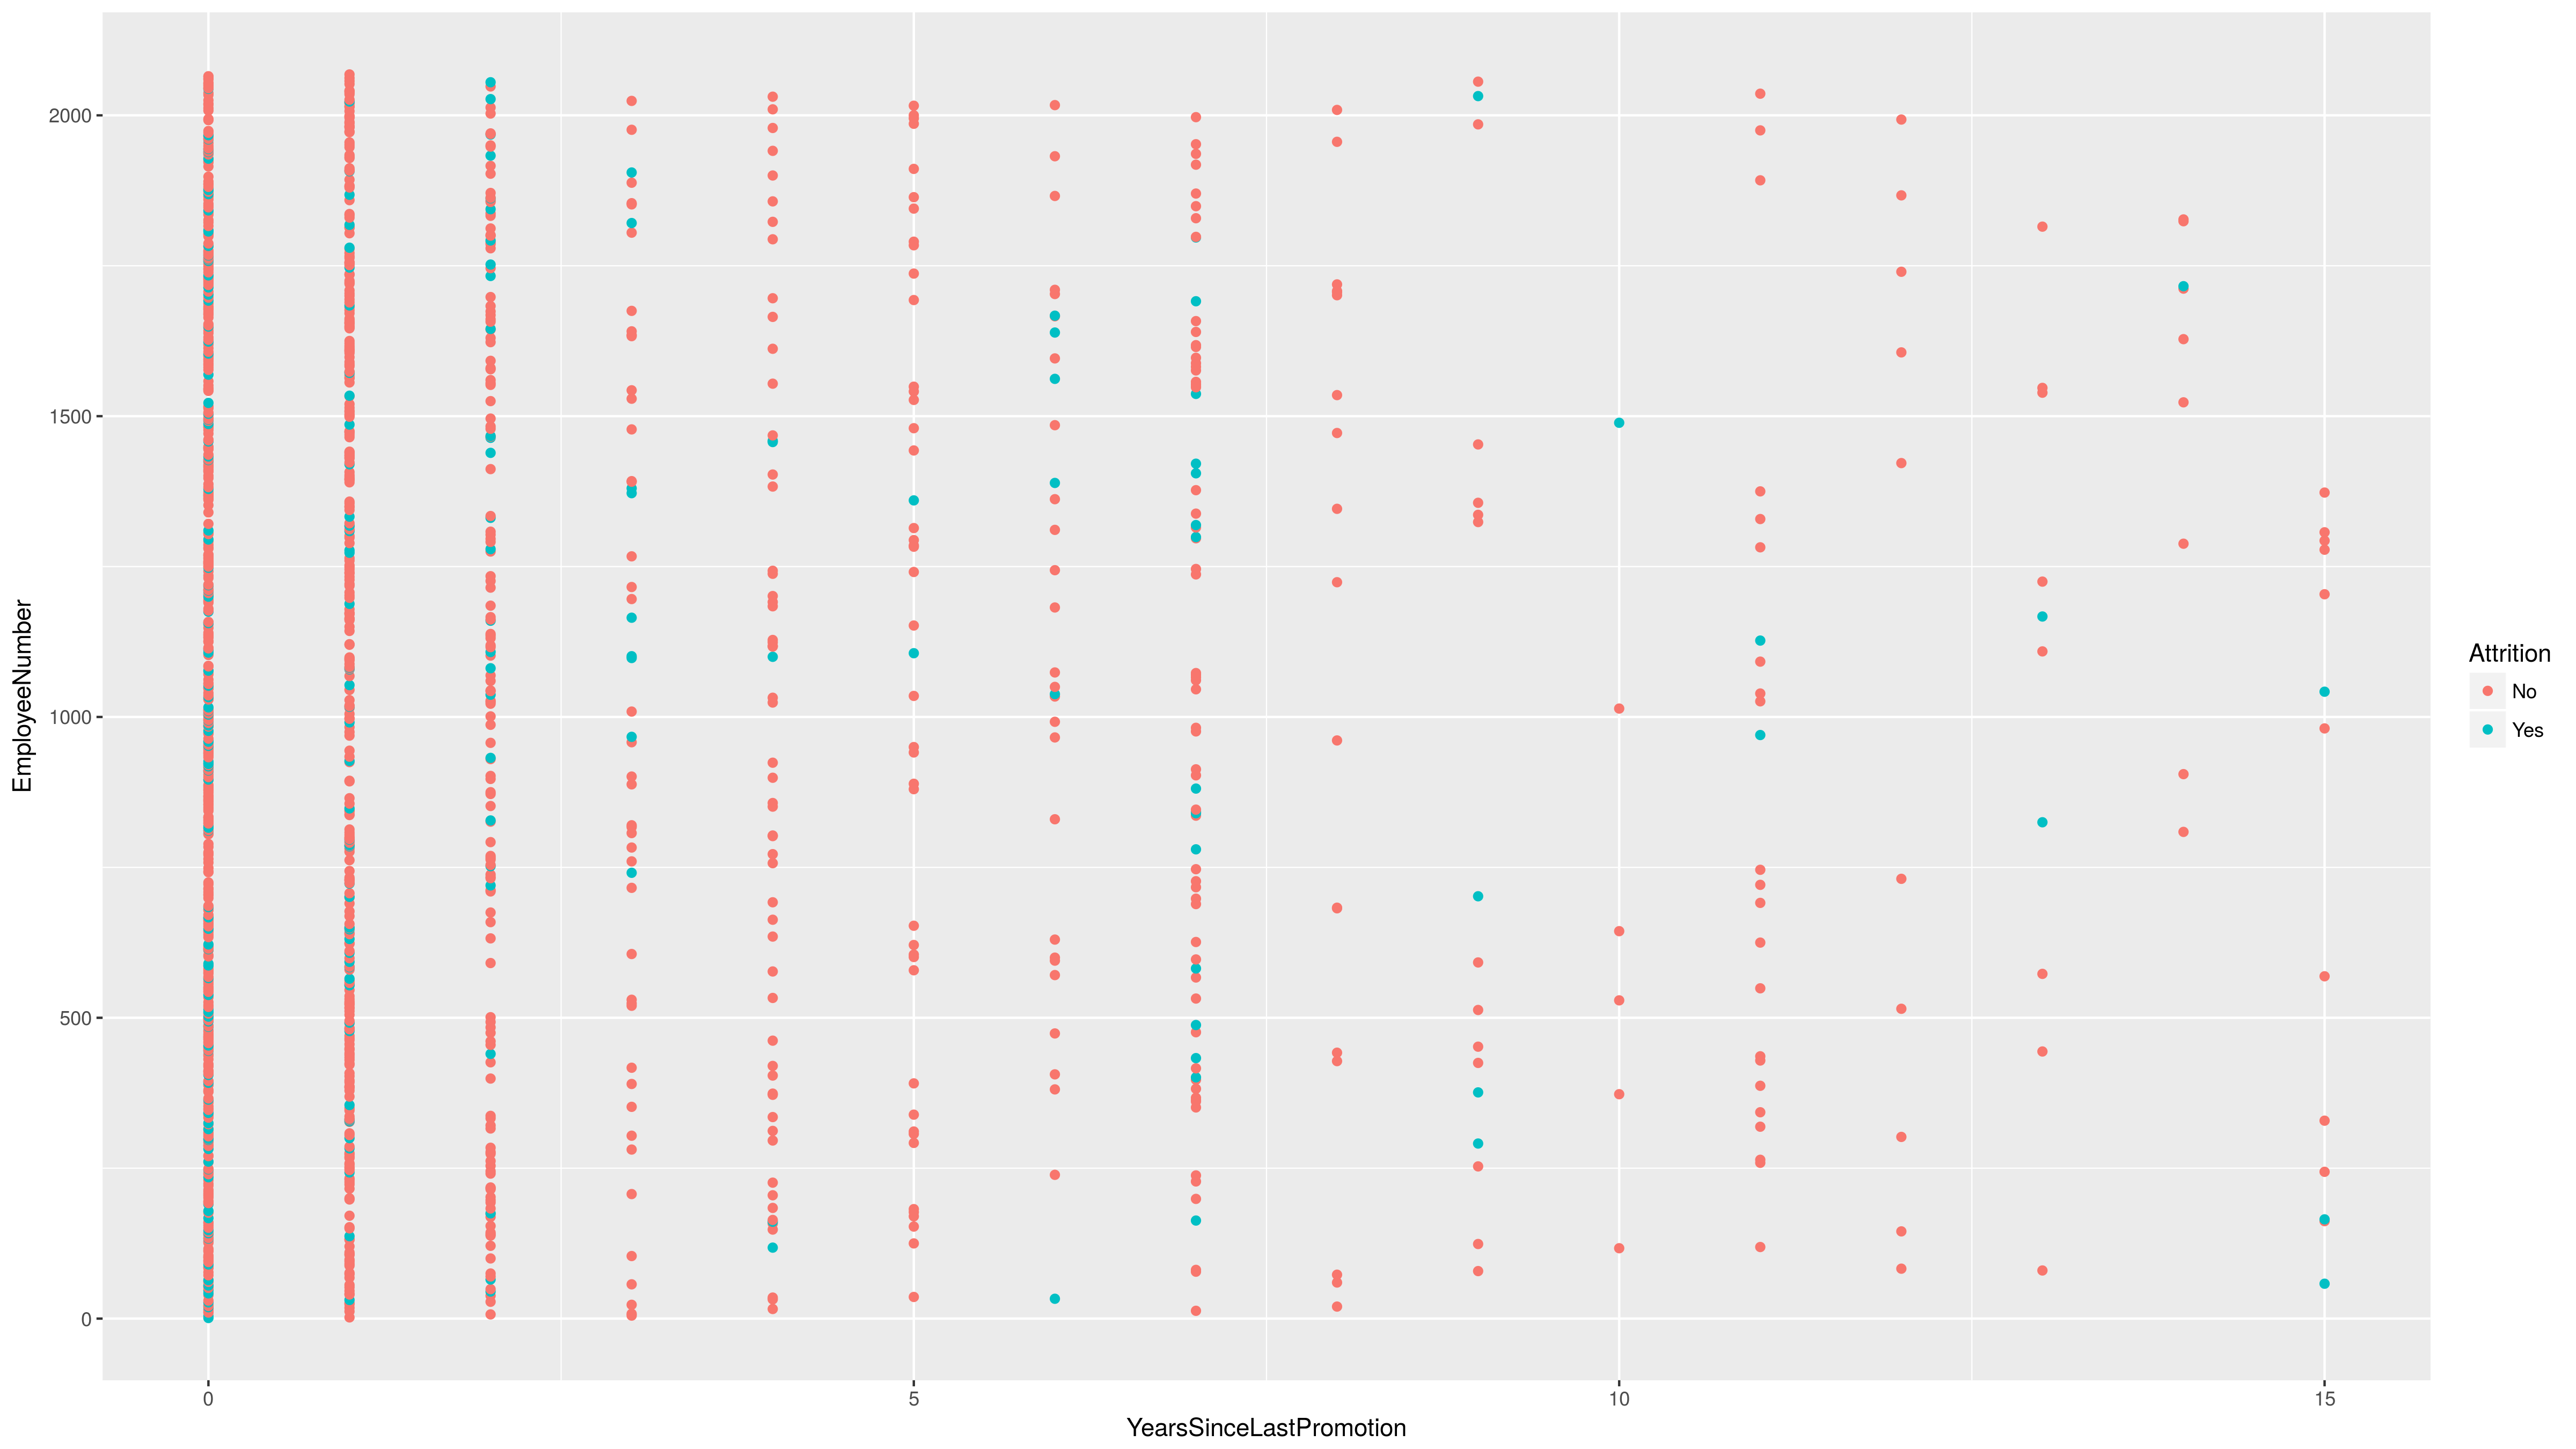 2000
1500
1000
500
0
EmployeeNumber
0
5
10
15
YearsSinceLastPromotion
Attrition
No
Yes